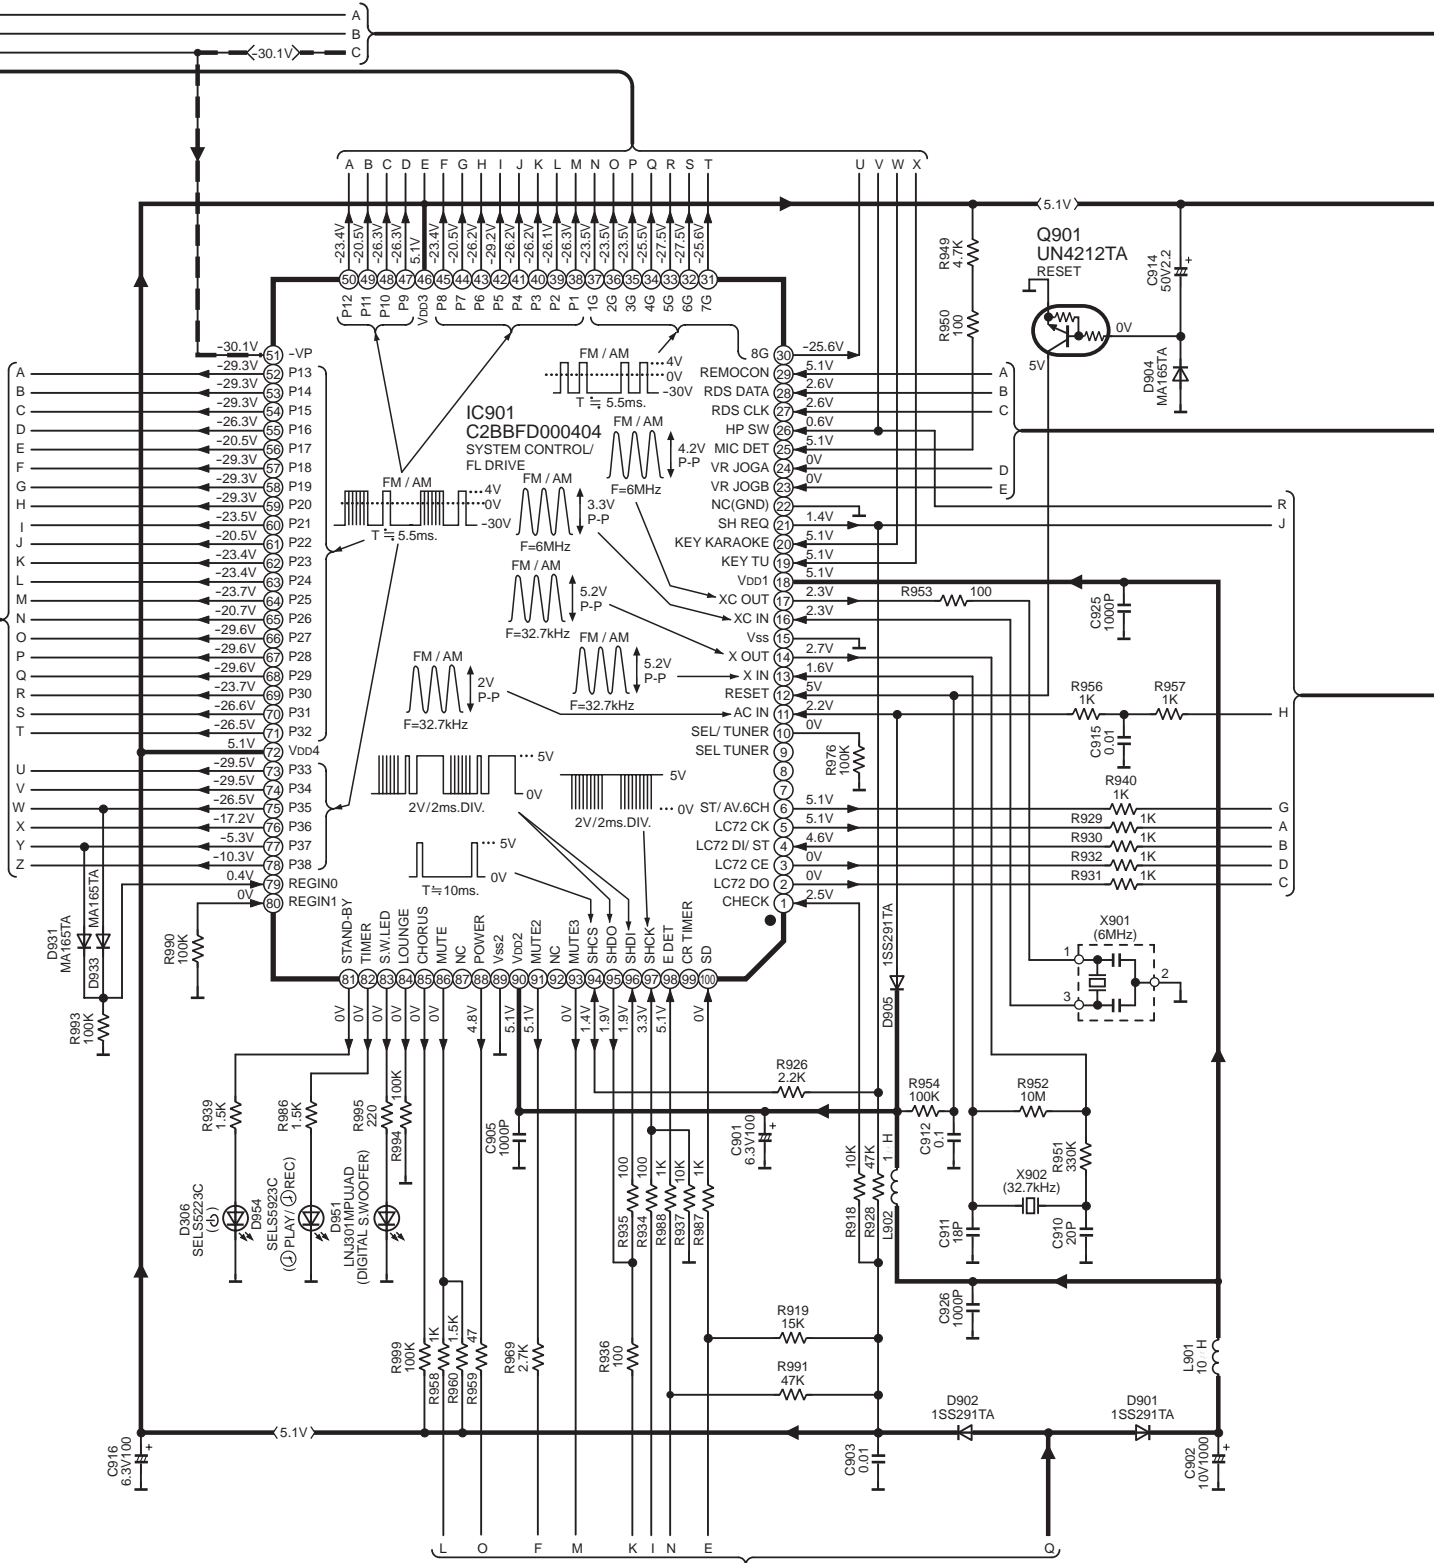 A
B
C
-30.1V
A B C D E F G H I J K L M N O P Q R S T U V W X
-23.4V -20.5V -26.3V -26.3V 5.1V -23.4V -20.5V -26.2V -29.2V -26.2V -26.2V -26.1V -26.3V -23.5V -23.5V -23.5V -25.5V -27.5V -27.5V -25.6V
50 49 48 47 46 45 44 43 42 41 40 39 38 37 36 35 34 33 32 31
P12 P11 P10 P9 VDD3 P8 P7 P6 P5 P4 P3 P2 P1 1G 2G 3G 4G 5G 6G 7G
5.1V
R949
4.7K
R950
100
Q901
UN4212TA
RESET
0V
5V
C914
50V2.2
+
D904
MA165TA
-30.1V 51 -VP
A -29.3V 52 P13
B -29.3V 53 P14
C -29.3V 54 P15
D -26.3V 55 P16
E -20.5V 56 P17
F -29.3V 57 P18
G -29.3V 58 P19
H -29.3V 59 P20
I -23.5V 60 P21
J -20.5V 61 P22
K -23.4V 62 P23
L -23.4V 63 P24
M -23.7V 64 P25
N -20.7V 65 P26
O -29.6V 66 P27
P -29.6V 67 P28
Q -29.6V 68 P29
R -23.7V 69 P30
S -26.6V 70 P31
T -26.5V 71 P32
5.1V 72 VDD4
U -29.5V 73 P33
V -29.5V 74 P34
W -26.5V 75 P35
X -17.2V 76 P36
Y -5.3V 77 P37
Z -10.3V 78 P38
0.4V 79 REGIN0
0V 80 REGIN1
IC901
C2BBFD000404
SYSTEM CONTROL/
FL DRIVE
FM / AM
4V
0V
-30V
T ≒ 5.5ms.
FM / AM
4.2V
P-P
F=6MHz
FM / AM
4V
0V
-30V
T ≒ 5.5ms.
FM / AM
3.3V
P-P
F=6MHz
FM / AM
5.2V
P-P
F=32.7kHz
FM / AM
5.2V
P-P
F=32.7kHz
FM / AM
2V
P-P
F=32.7kHz
5V
0V
2V/2ms.DIV.
5V
0V
2V/2ms.DIV.
5V
0V
T≒10ms.
8G 30 -25.6V
REMOCON 29 5.1V A
RDS DATA 28 2.6V B
RDS CLK 27 2.6V C
HP SW 26 0.6V
MIC DET 25 5.1V
VR JOGA 24 0V D
VR JOGB 23 0V E
NC(GND) 22 R
SH REQ 21 1.4V J
KEY KARAOKE 20 5.1V
KEY TU 19 5.1V
VDD1 18 5.1V
XC OUT 17 2.3V R953 100
XC IN 16 2.3V
Vss 15
X OUT 14 2.7V
X IN 13 1.6V
RESET 12 5V
AC IN 11 2.2V H
SEL/ TUNER 10 0V
SEL TUNER 9
8
7
ST/ AV.6CH 6 5.1V G
LC72 CK 5 5.1V R929 1K A
LC72 DI/ ST 4 4.6V R930 1K B
LC72 CE 3 0V R932 1K D
LC72 DO 2 0V R931 1K C
CHECK 1 2.5V
C925
1000P
R956
1K
R957
1K
C915
0.01
R976
100K
R940
1K
X901
(6MHz)
1
2
3
1SS291TA
D905
D931
MA165TA
D933 MA165TA
R990
100K
R993
100K
STAND-BY TIMER S.W.LED LOUNGE CHORUS MUTE NC POWER Vss2 VDD2 MUTE2 NC MUTE3 SHCS SHDO SHDI SHCK E DET CR TIMER SD
81 82 83 84 85 86 87 88 89 90 91 92 93 94 95 96 97 98 99 100
0V 0V 0V 0V 0V 0V 4.8V 5.1V 5.1V 0V 1.4V 1.9V 1.9V 3.3V 5.1V 0V
R939
1.5K
R986
1.5K
R995
220
100K
R994
D306
SELS5223C
D954
SELS5923C
( PLAY/ REC)
D951
LNJ301MPUJAD
(DIGITAL S.WOOFER)
C905
1000P
C901
6.3V100
+
R926
2.2K
R954
100K
C912
0.1
R952
10M
R951
330K
X902
(32.7kHz)
C911
18P
C910
20P
R918 10K
R928 47K
L902 1 H
R935 100
R934 100
R988 1K
R937 10K
R987 1K
C926
1000P
R919
15K
R991
47K
R999
100K
R958 1K
R960 1.5K
R959 47
R969
2.7K
R936
100
L901
10 H
D902
1SS291TA
D901
1SS291TA
5.1V
C916
6.3V100
+
C903
0.01
C902
10V1000
+
L O F M K I N E Q